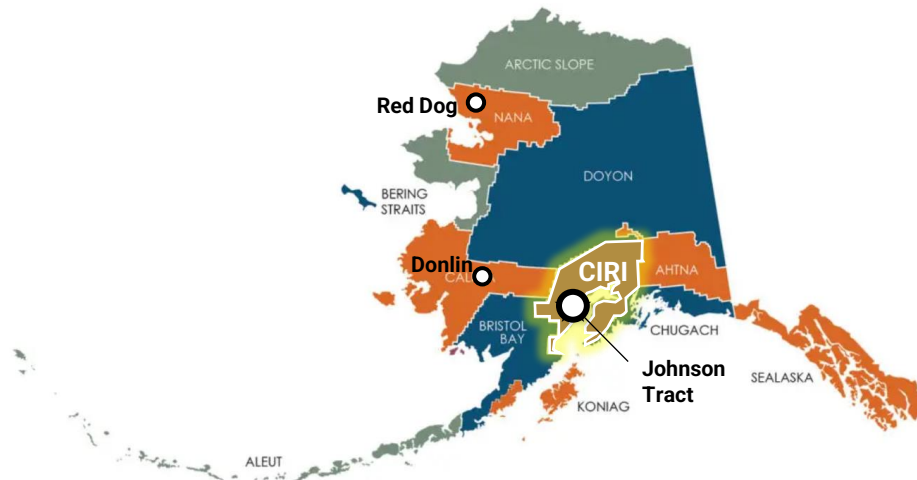 ARCTIC SLOPE
Red Dog
NANA
DOYON
BERING
STRAITS
Donlin
CIRI
AHTNA
BRISTOL
BAY
CHUGACH
Johnson
Tract
SEALASKA
KONIAG
ALEUT